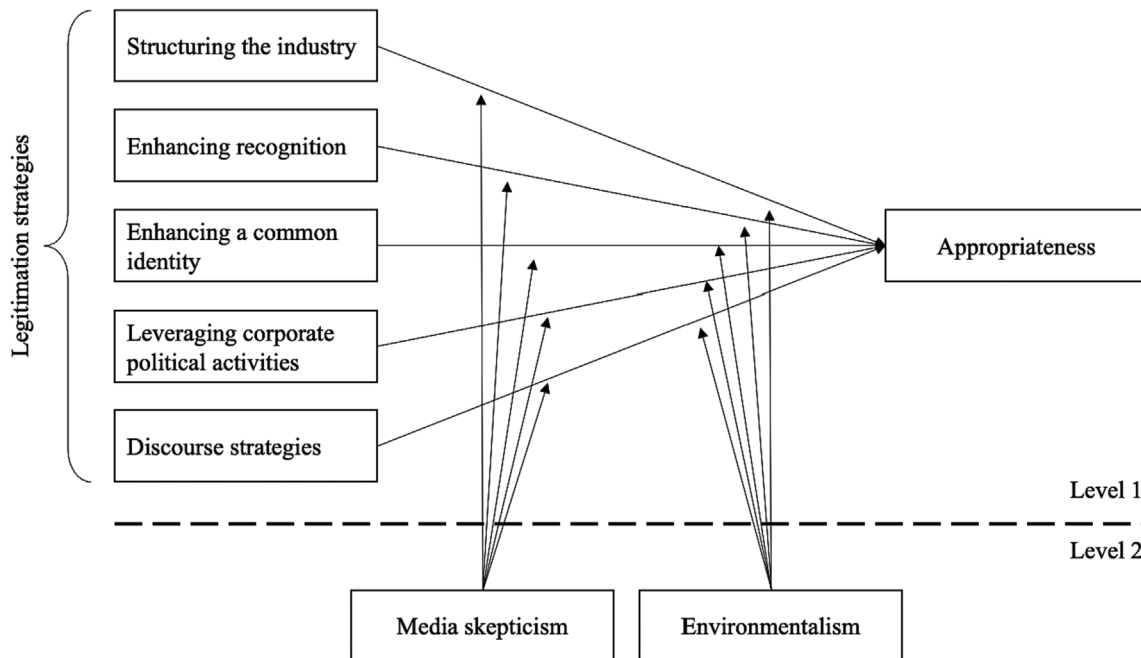 Legitimation strategies
Structuring the industry
Enhancing recognition
Enhancing a common
identity
Leveraging corporate
political activities
Discourse strategies
Appropriateness
Level 1
Level 2
Media skepticism
Environmentalism